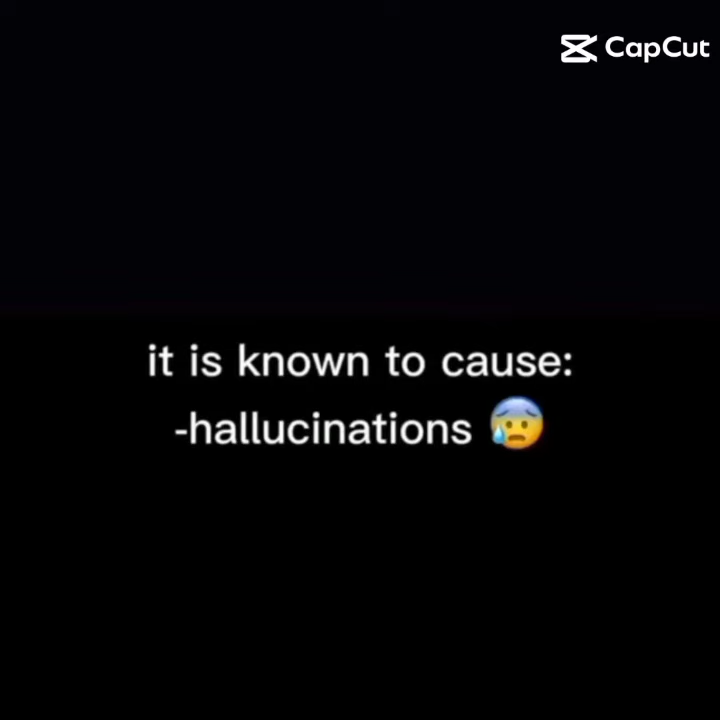 CapCut
it is known to cause:
-hallucinations 😰